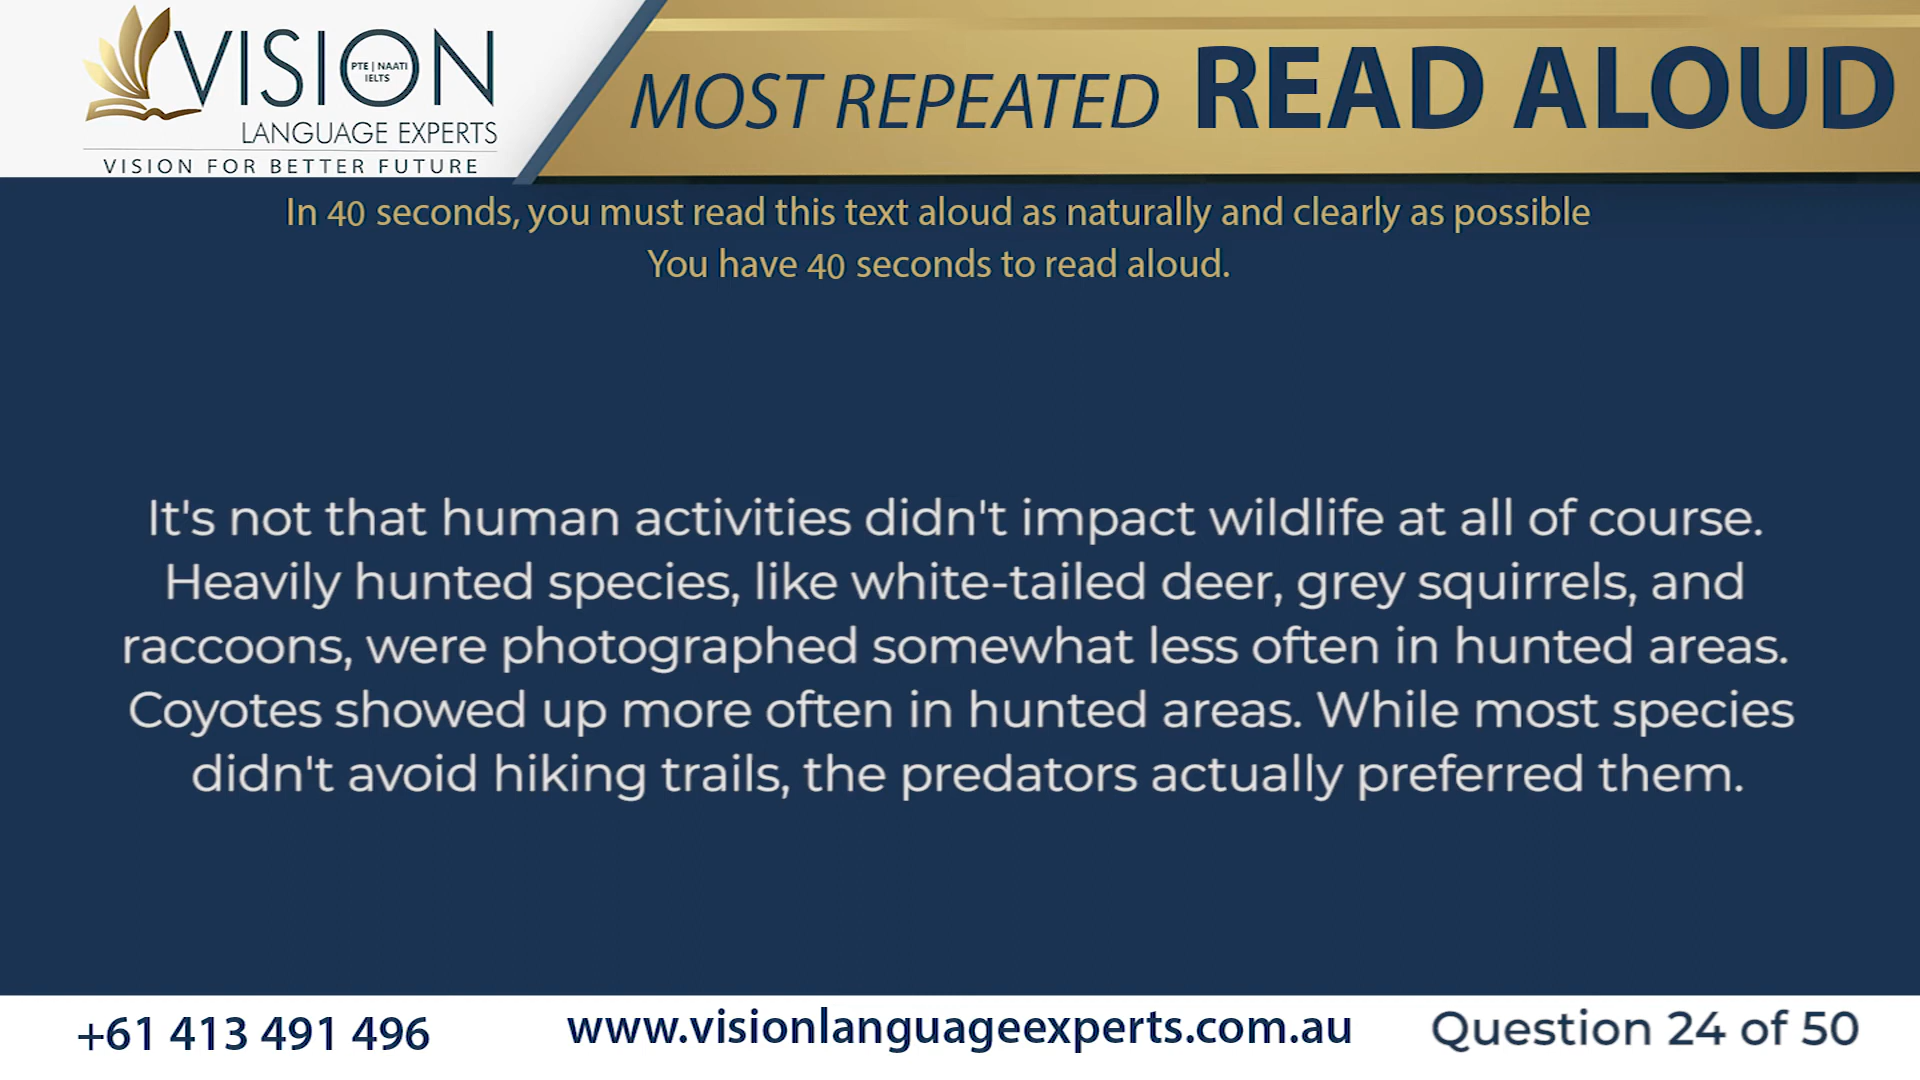 VISION
PTE | NAATI
IELTS
LANGUAGE EXPERTS
VISION FOR BETTER FUTURE
MOST REPEATED READ ALOUD
In 40 seconds, you must read this text aloud as naturally and clearly as possible
You have 40 seconds to read aloud.
It's not that human activities didn't impact wildlife at all of course.
Heavily hunted species, like white-tailed deer, grey squirrels, and
raccoons, were photographed somewhat less often in hunted areas.
Coyotes showed up more often in hunted areas. While most species
didn't avoid hiking trails, the predators actually preferred them.
+61 413 491 496
www.visionlanguageexperts.com.au
Question 24 of 50